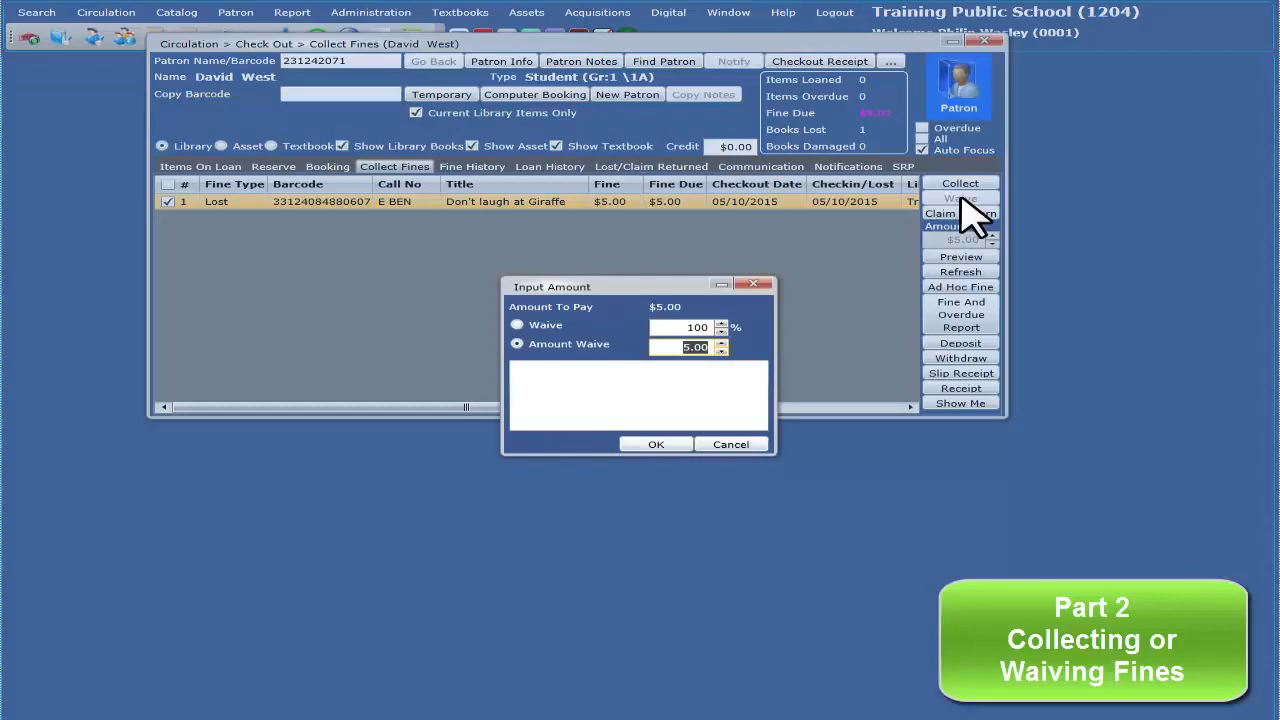 Search Circulation Catalog Patron Report Administration Textbooks Assets Acquisitions Digital Window Help Logout Training Public School (1204)
Circulation > Check Out > Collect Fines (David West)
Patron Name/Barcode 231242071 Go Back Patron Info Patron Notes Find Patron Notify Checkout Receipt ...
Name David West Type Student (Gr:1 \1A)
Copy Barcode Temporary Computer Booking New Patron Copy Notes
Current Library Items Only
Items Loaned 0
Items Overdue 0
Fine Due
Books Lost 1
Books Damaged 0
Patron
Overdue
All
Auto Focus
Library Asset Textbook Show Library Books Show Asset Show Textbook Credit $0.00
Items On Loan Reserve Booking Collect Fines Fine History Loan History Lost/Claim Returned Communication Notifications SRP
# Fine Type Barcode Call No Title Fine Fine Due Checkout Date Checkin/Lost Li
1 Lost 33124084880607 E BEN Don't laugh at Giraffe $5.00 $5.00 05/10/2015 05/10/2015 Tr
Collect
Claim
$5.00
Preview
Refresh
Ad Hoc Fine
Fine And
Overdue
Report
Deposit
Withdraw
Slip Receipt
Receipt
Show Me
Input Amount
Amount To Pay $5.00
Waive 100 %
Amount Waive 5.00
OK Cancel
Part 2
Collecting or
Waiving Fines